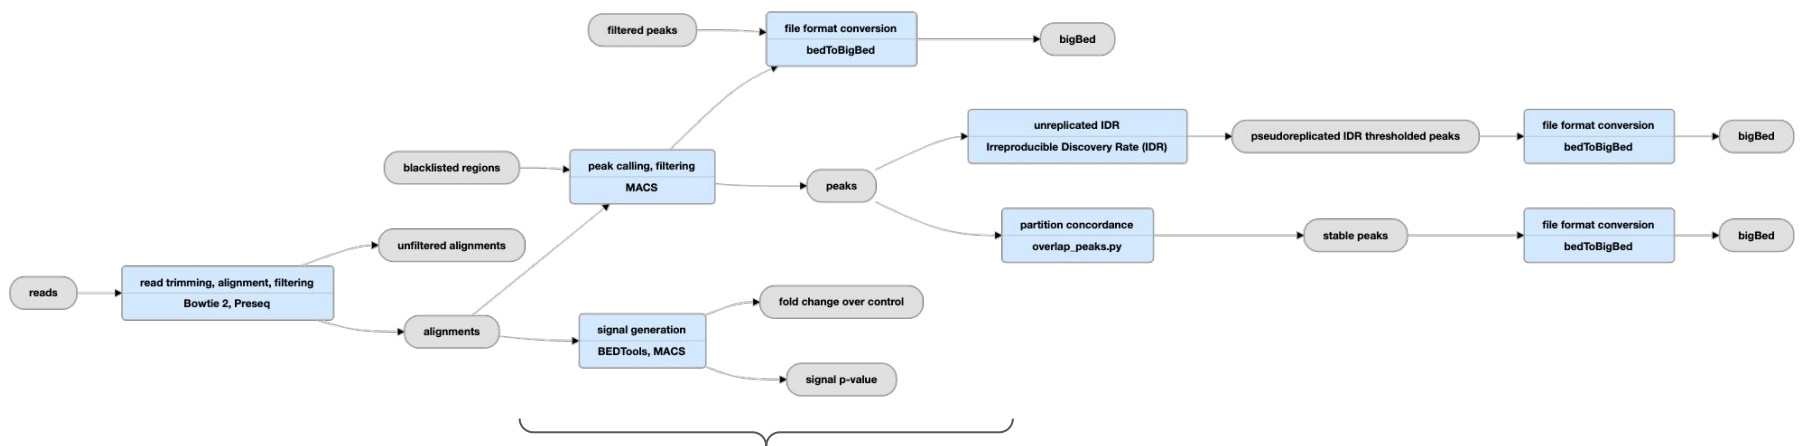 filtered peaks
file format conversion
bedToBigBed
bigBed
unreplicated IDR
Irreproducible Discovery Rate (IDR)
pseudoreplicated IDR thresholded peaks
file format conversion
bedToBigBed
bigBed
blacklisted regions
peak calling, filtering
MACS
peaks
partition concordance
overlap_peaks.py
stable peaks
file format conversion
bedToBigBed
bigBed
unfiltered alignments
reads
read trimming, alignment, filtering
Bowtie 2, Preseq
alignments
signal generation
BEDTools, MACS
fold change over control
signal p-value